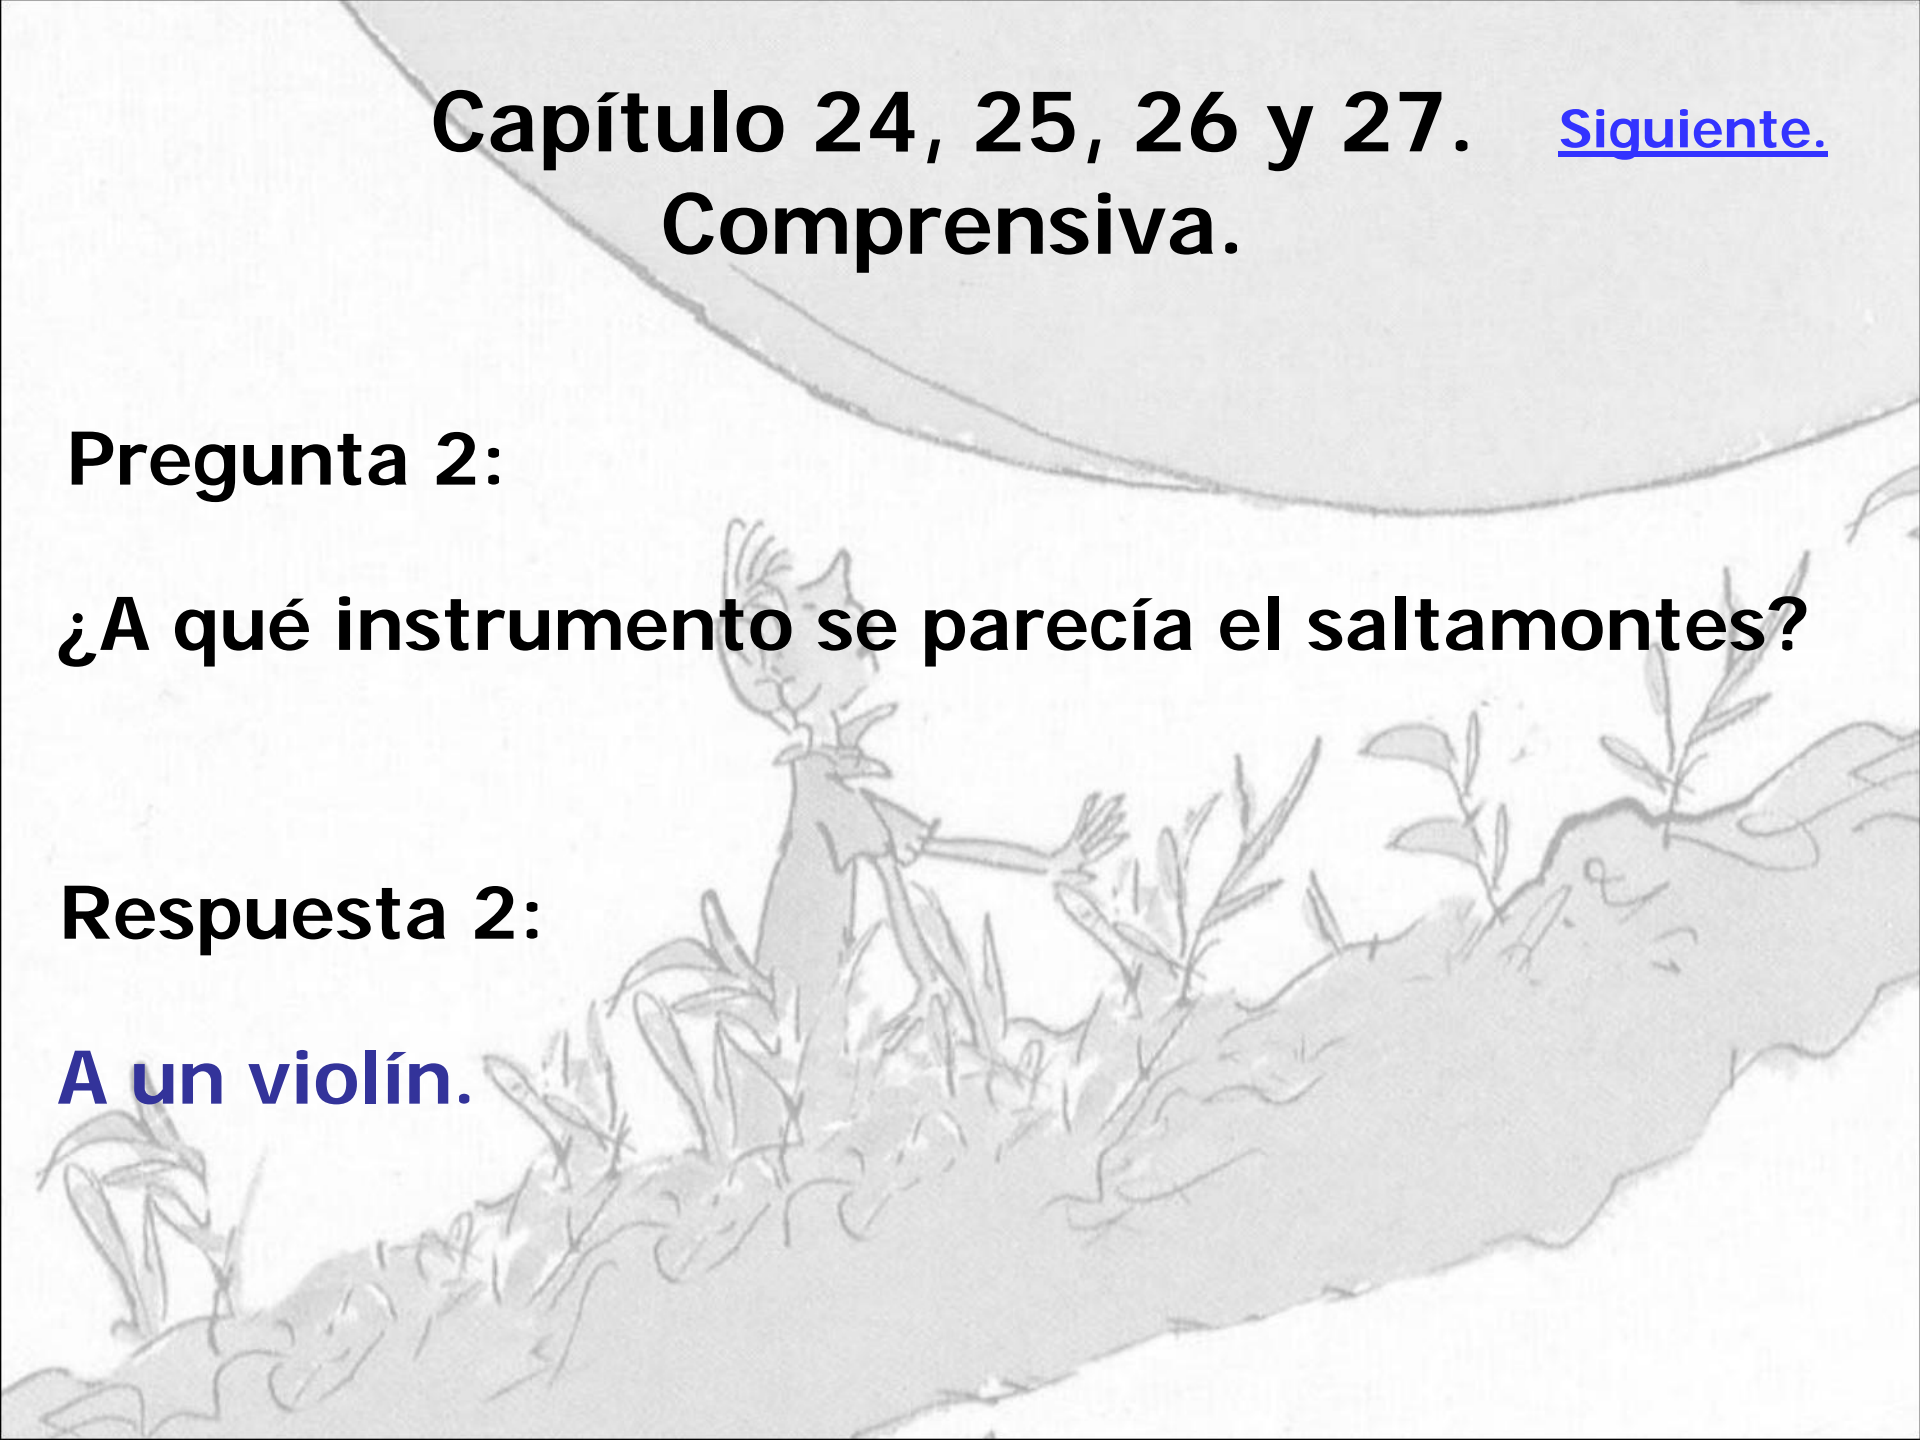 Capítulo 24, 25, 26 y 27. Siguiente.
Comprensiva.
Pregunta 2:
¿A qué instrumento se parecía el saltamontes?
Respuesta 2:
A un violín.